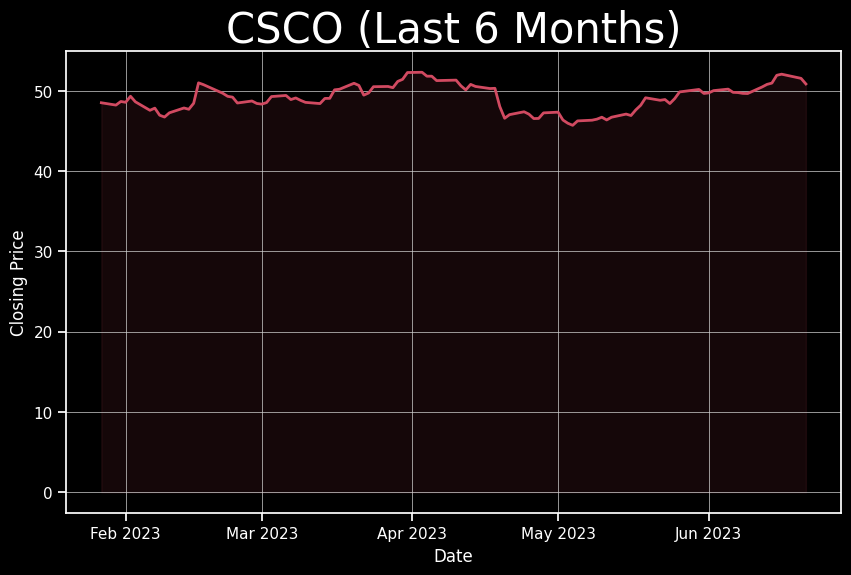 CSCO (Last 6 Months)
Closing Price
50
40
30
20
10
0
Feb 2023
Mar 2023
Apr 2023
May 2023
Jun 2023
Date